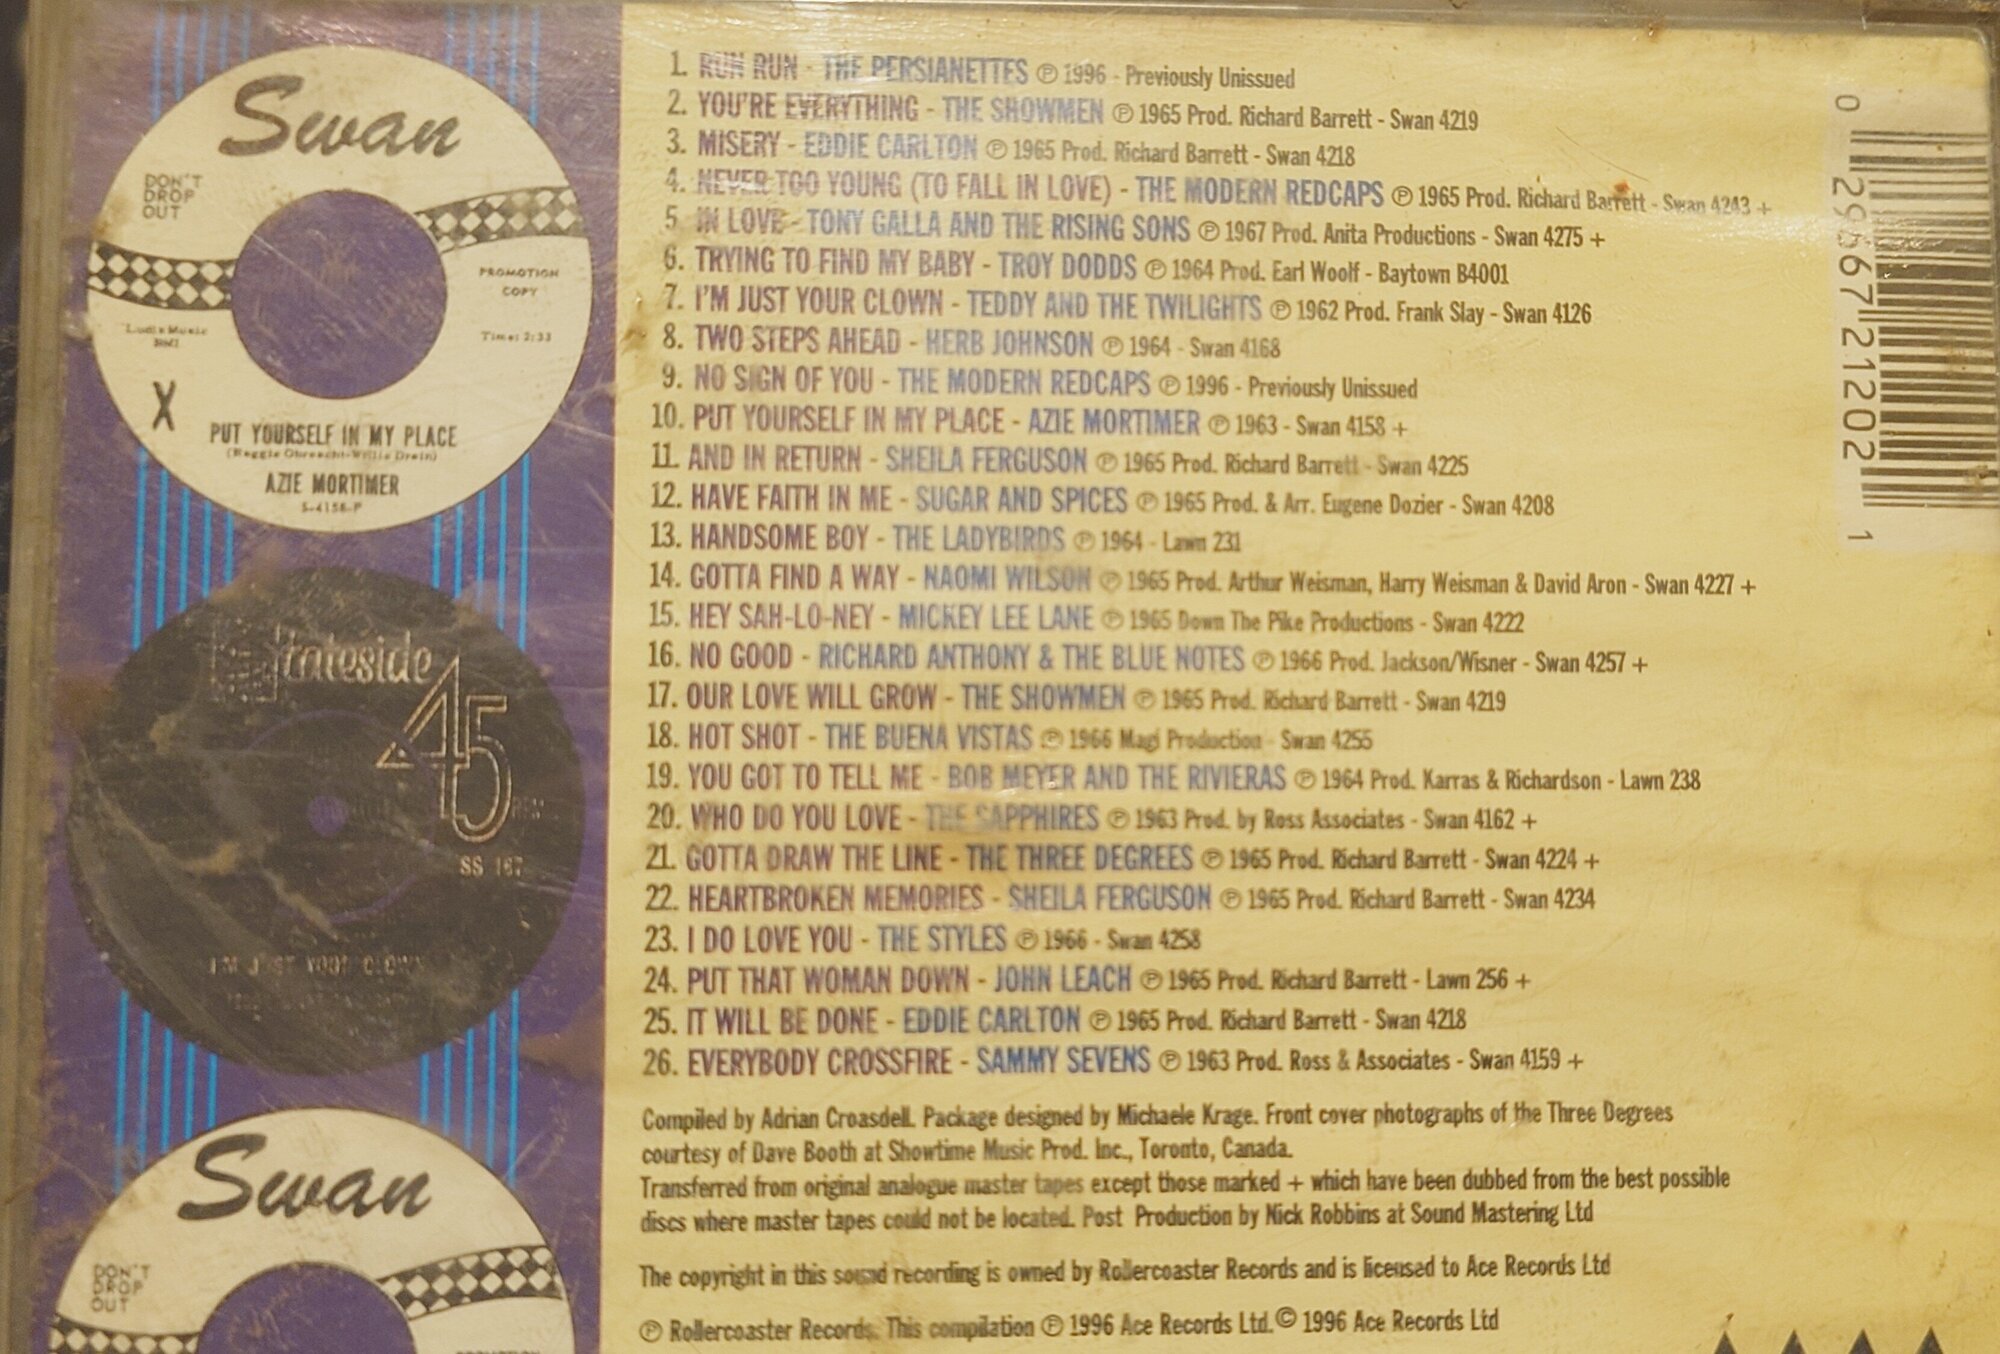 Swan
DON'T
DROP
OUT
PROMOTION
COPY
Ludix Music
BMI
Time: 2:33
X
PUT YOURSELF IN MY PLACE
AZIE MORTIMER
S-4158-P
Stateside
45
RPM
SS 167
I'M JUST YOUR CLOWN
Swan
DON'T
DROP
OUT
1. RUN RUN - THE PERSIANETTES ℗ 1996 - Previously Unissued
2. YOU'RE EVERYTHING - THE SHOWMEN ℗ 1965 Prod. Richard Barrett - Swan 4219
3. MISERY - EDDIE CARLTON ℗ 1965 Prod. Richard Barrett - Swan 4218
4. NEVER TOO YOUNG (TO FALL IN LOVE) - THE MODERN REDCAPS ℗ 1965 Prod. Richard Barrett - Swan 4243 +
5 IN LOVE - TONY GALLA AND THE RISING SONS ℗ 1967 Prod. Anita Productions - Swan 4275 +
6. TRYING TO FIND MY BABY - TROY DODDS ℗ 1964 Prod. Earl Woolf - Baytown B4001
7. I'M JUST YOUR CLOWN - TEDDY AND THE TWILIGHTS ℗ 1962 Prod. Frank Slay - Swan 4126
8. TWO STEPS AHEAD - HERB JOHNSON ℗ 1964 - Swan 4168
9. NO SIGN OF YOU - THE MODERN REDCAPS ℗ 1996 - Previously Unissued
10. PUT YOURSELF IN MY PLACE - AZIE MORTIMER ℗ 1963 - Swan 4158 +
11. AND IN RETURN - SHEILA FERGUSON ℗ 1965 Prod. Richard Barrett - Swan 4225
12. HAVE FAITH IN ME - SUGAR AND SPICES ℗ 1965 Prod. & Arr. Eugene Dozier - Swan 4208
13. HANDSOME BOY - THE LADYBIRDS ℗ 1964 - Lawn 231
14. GOTTA FIND A WAY - NAOMI WILSON ℗ 1965 Prod. Arthur Weisman, Harry Weisman & David Aron - Swan 4227 +
15. HEY SAH-LO-NEY - MICKEY LEE LANE ℗ 1965 Down The Pike Productions - Swan 4222
16. NO GOOD - RICHARD ANTHONY & THE BLUE NOTES ℗ 1966 Prod. Jackson/Wisner - Swan 4257 +
17. OUR LOVE WILL GROW - THE SHOWMEN ℗ 1965 Prod. Richard Barrett - Swan 4219
18. HOT SHOT - THE BUENA VISTAS ℗ 1966 Magi Production - Swan 4255
19. YOU GOT TO TELL ME - BOB MEYER AND THE RIVIERAS ℗ 1964 Prod. Karras & Richardson - Lawn 238
20. WHO DO YOU LOVE - THE SAPPHIRES ℗ 1963 Prod. by Ross Associates - Swan 4162 +
21. GOTTA DRAW THE LINE - THE THREE DEGREES ℗ 1965 Prod. Richard Barrett - Swan 4224 +
22. HEARTBROKEN MEMORIES - SHEILA FERGUSON ℗ 1965 Prod. Richard Barrett - Swan 4234
23. I DO LOVE YOU - THE STYLES ℗ 1966 - Swan 4258
24. PUT THAT WOMAN DOWN - JOHN LEACH ℗ 1965 Prod. Richard Barrett - Lawn 256 +
25. IT WILL BE DONE - EDDIE CARLTON ℗ 1965 Prod. Richard Barrett - Swan 4218
26. EVERYBODY CROSSFIRE - SAMMY SEVENS ℗ 1963 Prod. Ross & Associates - Swan 4159 +
Compiled by Adrian Croasdell. Package designed by Michaele Krage. Front cover photographs of the Three Degrees
courtesy of Dave Booth at Showtime Music Prod. Inc., Toronto, Canada.
Transferred from original analogue master tapes except those marked + which have been dubbed from the best possible
discs where master tapes could not be located. Post Production by Nick Robbins at Sound Mastering Ltd
The copyright in this sound recording is owned by Rollercoaster Records and is licensed to Ace Records Ltd
℗ Rollercoaster Records. This compilation ℗ 1996 Ace Records Ltd. © 1996 Ace Records Ltd
0 29667 21202 1